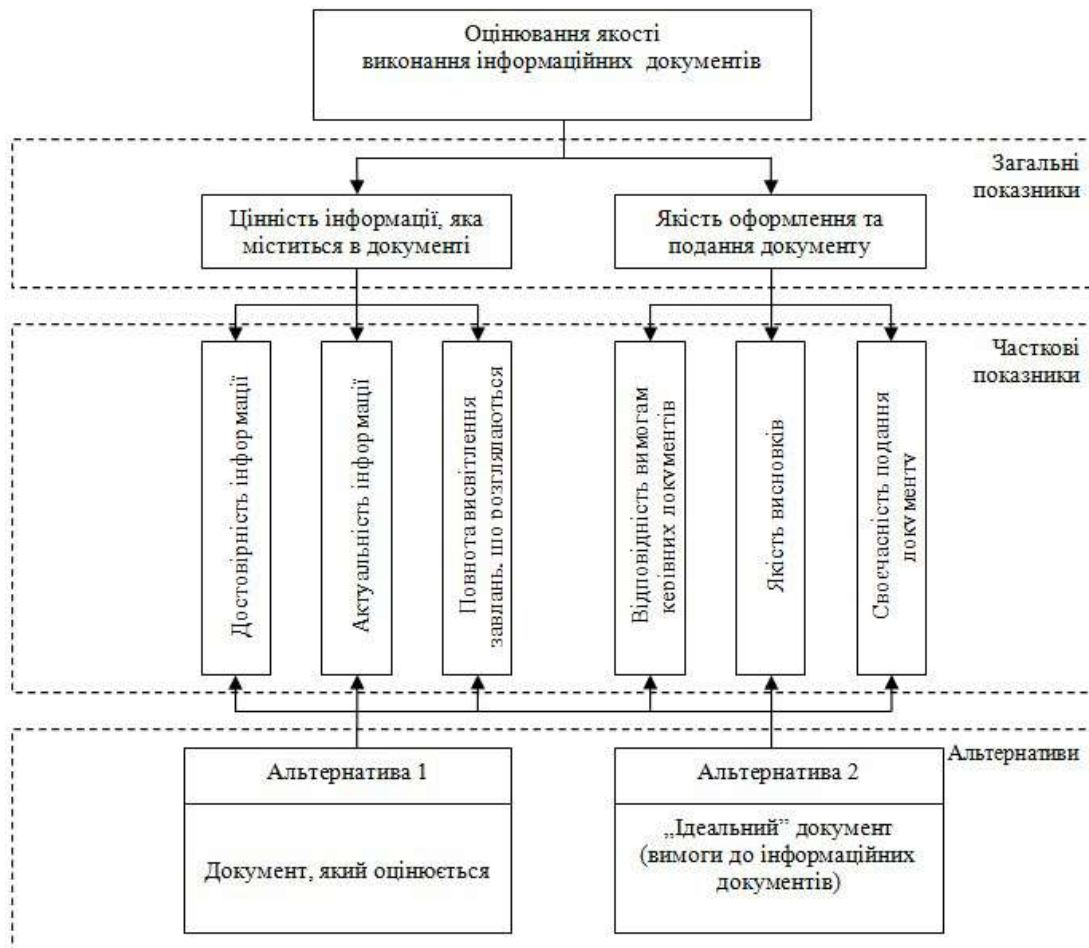 Оцінювання якості
виконання інформаційних документів
Загальні
показники
Цінність інформації, яка
міститься в документі
Якість оформлення та
подання документу
Часткові
показники
Достовірність інформації
Актуальність інформації
Повнота висвітлення
завдань, що розглядаються
Відповідність вимогам
керівних документів
Якість висновків
Своєчасність подання
документу
Альтернативи
Альтернатива 1
Документ, який оцінюється
Альтернатива 2
„Ідеальний” документ
(вимоги до інформаційних
документів)